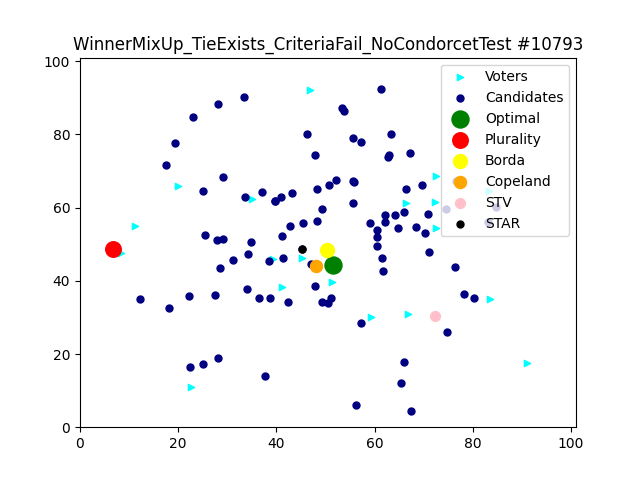 WinnerMixUp_TieExists_CriteriaFail_NoCondorcetTest #10793
100
80
60
40
20
0
0
20
40
60
80
100
Voters
Candidates
Optimal
Plurality
Borda
Copeland
STV
STAR